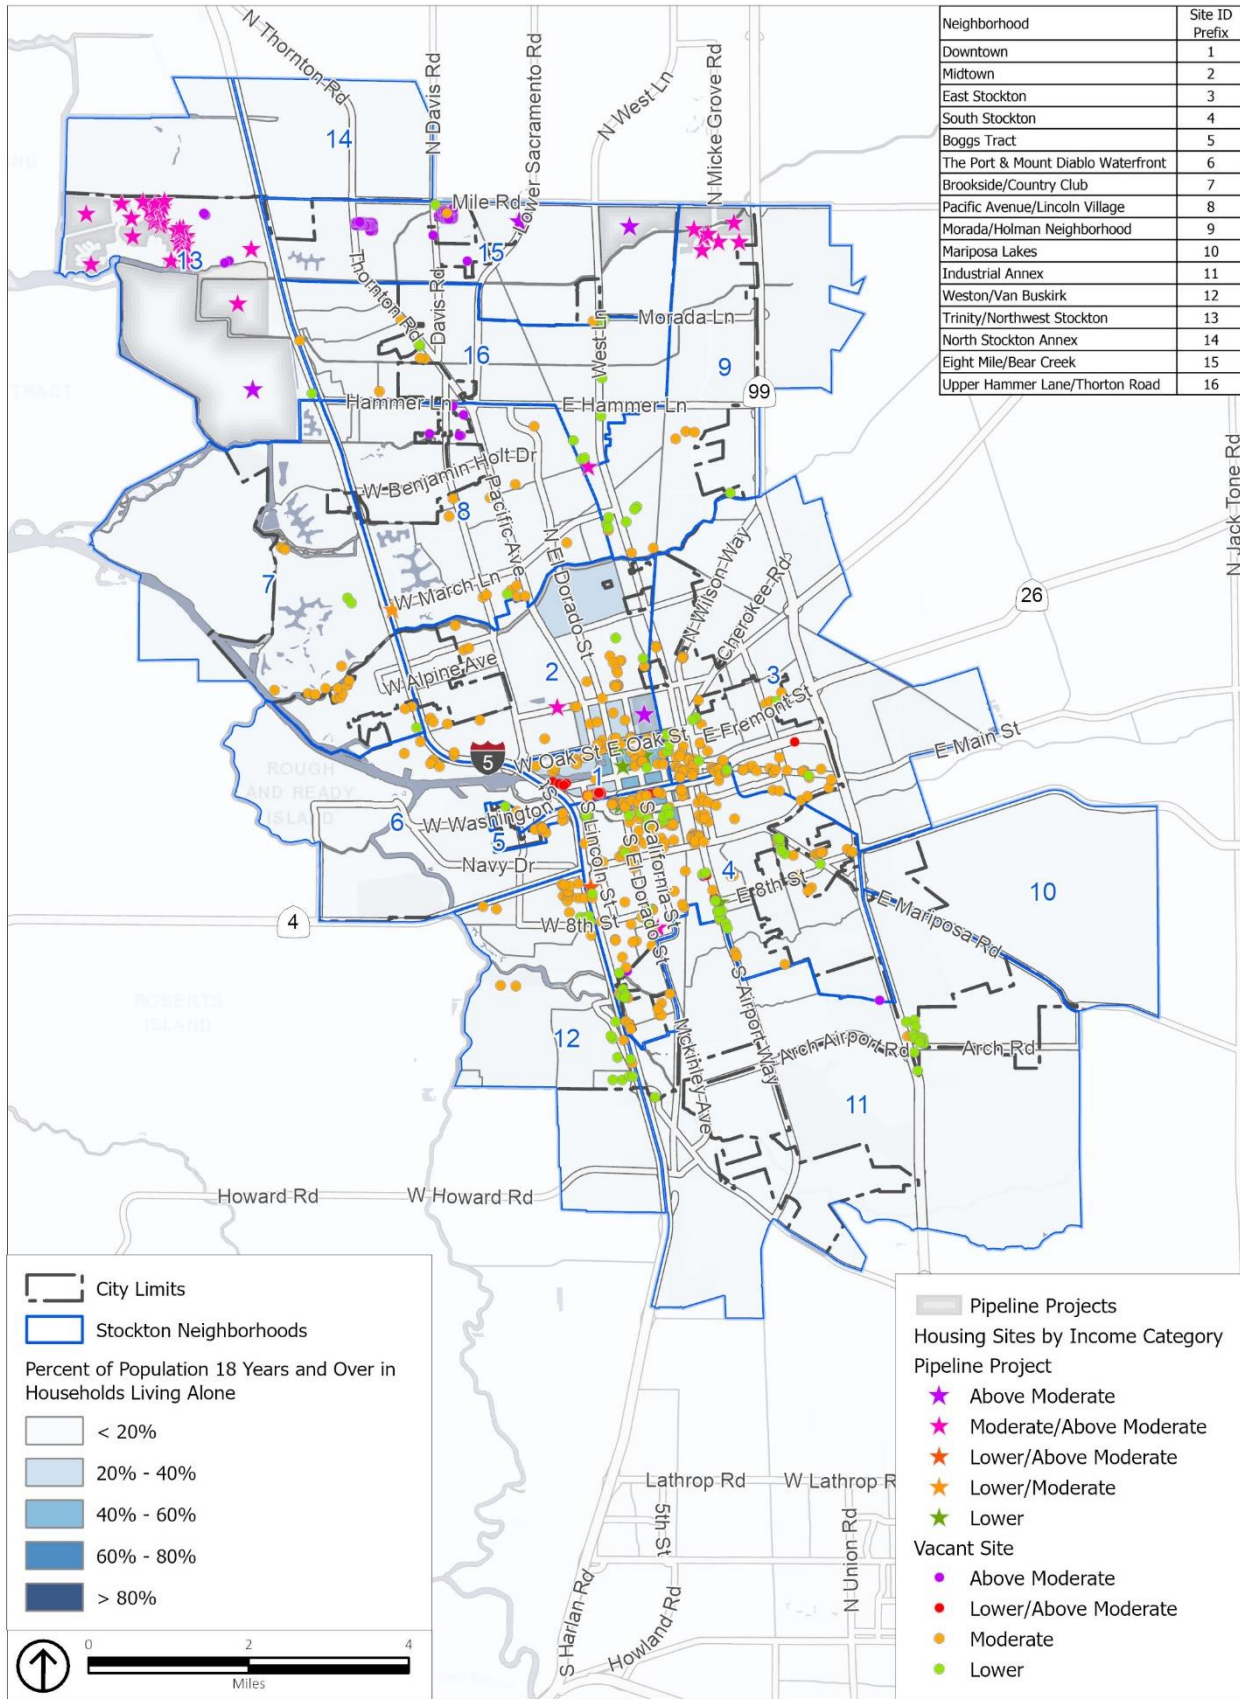 Neighborhood
Site ID
Prefix
Downtown 1
Midtown 2
East Stockton 3
South Stockton 4
Boggs Tract 5
The Port & Mount Diablo Waterfront 6
Brookside/Country Club 7
Pacific Avenue/Lincoln Village 8
Morada/Holman Neighborhood 9
Mariposa Lakes 10
Industrial Annex 11
Weston/Van Buskirk 12
Trinity/Northwest Stockton 13
North Stockton Annex 14
Eight Mile/Bear Creek 15
Upper Hammer Lane/Thorton Road 16
N Thornton Rd
N Davis Rd
Lower Sacramento Rd
N West Ln
N Micke Grove Rd
14
Mile Rd
13
15
Thornton Rd
Davis Rd
16
West Ln
Morada Ln
9
99
TRACT
Hammer Ln
E Hammer Ln
W Benjamin Holt Dr
8
Pacific Ave
N El Dorado St
N Jack Tone Rd
7
W March Ln
N Wilson Way
Cherokee Rd
26
2
W Alpine Ave
3
E Fremont St
E Main St
5
W Oak St
E Oak St
1
ROUGH
AND READY
ISLAND
6
W Washington St
5
Navy Dr
S Lincoln St
S California St
S El Dorado St
4
E 8th St
10
E Mariposa Rd
4
W 8th St
ROBERTS
ISLAND
12
S Airport Way
Mckinley Ave
Arch Airport Rd
Arch Rd
11
Howard Rd
W Howard Rd
Lathrop Rd
W Lathrop R
5th St
N Union Rd
S Harlan Rd
Howland Rd
City Limits
Stockton Neighborhoods
Percent of Population 18 Years and Over in
Households Living Alone
< 20%
20% - 40%
40% - 60%
60% - 80%
> 80%
0 2 4
Miles
Pipeline Projects
Housing Sites by Income Category
Pipeline Project
Above Moderate
Moderate/Above Moderate
Lower/Above Moderate
Lower/Moderate
Lower
Vacant Site
Above Moderate
Lower/Above Moderate
Moderate
Lower